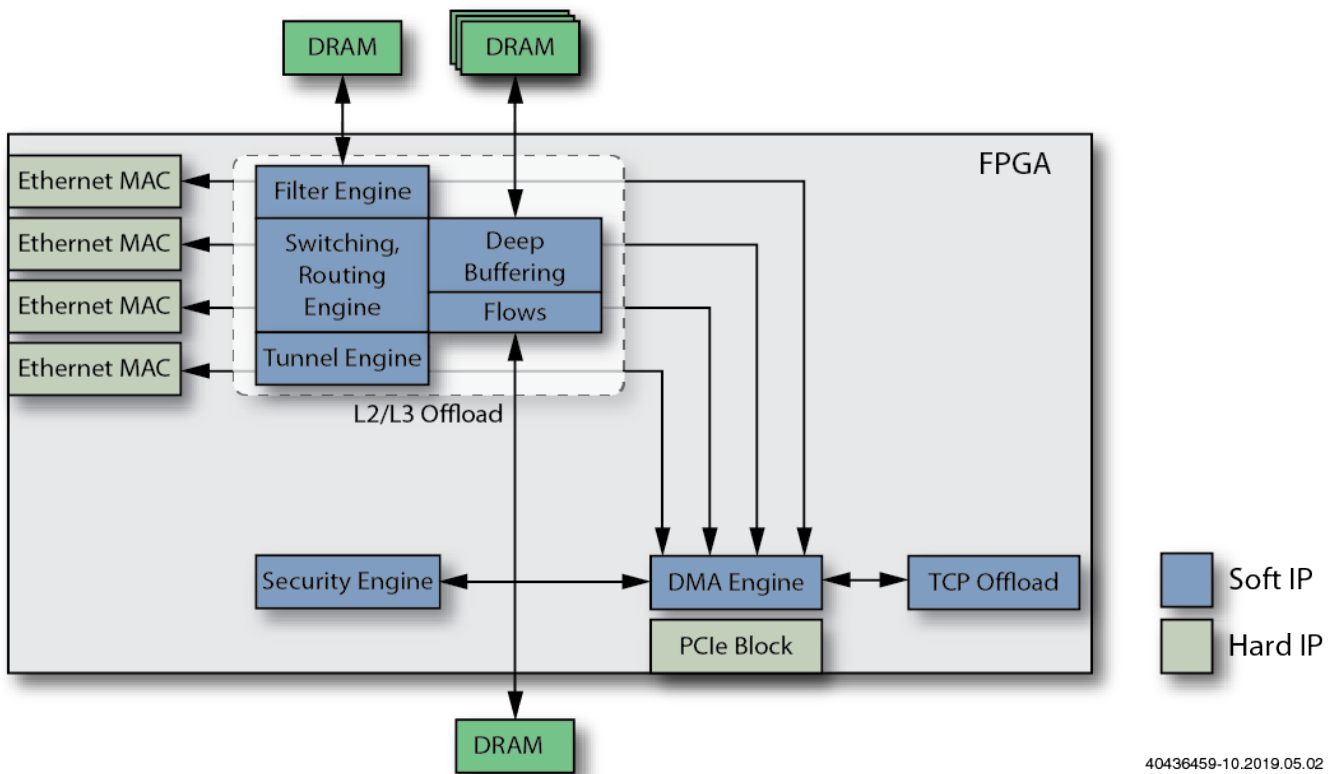 DRAM
DRAM
FPGA
Ethernet MAC
Ethernet MAC
Ethernet MAC
Ethernet MAC
Filter Engine
Switching,
Routing
Engine
Tunnel Engine
Deep
Buffering
Flows
L2/L3 Offload
Security Engine
DMA Engine
TCP Offload
PCIe Block
Soft IP
Hard IP
DRAM
40436459-10.2019.05.02